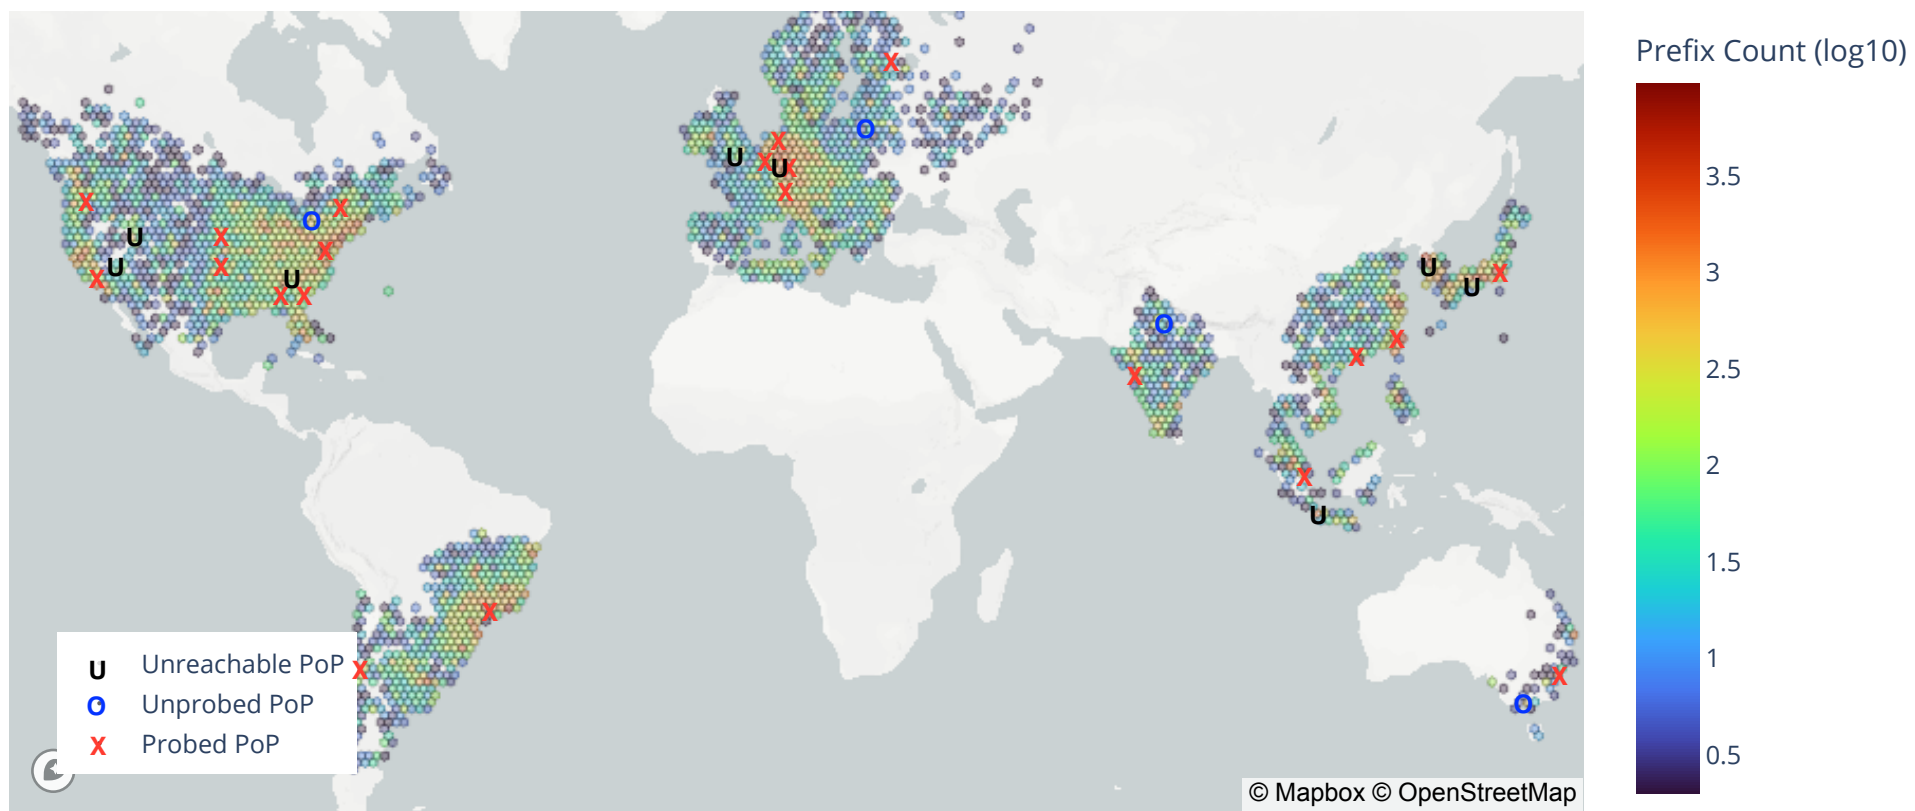 Prefix Count (log10)
3.5
3
2.5
2
1.5
1
0.5
X
X
O
U
X
U
X
X
U
O
X
X
O
X
X
X
U
X
X
U
X
U
X
X
U
U
X
O
X
X
X
X
U
X
X
X
O
U Unreachable PoP
O Unprobed PoP
X Probed PoP
© Mapbox © OpenStreetMap